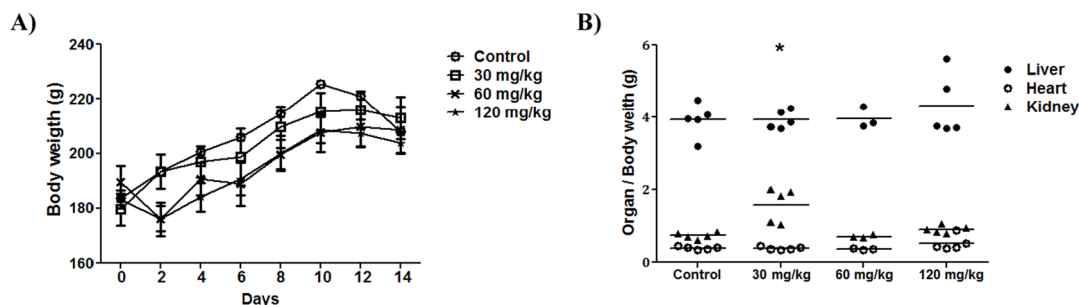 A)
Body weigth (g)
240
220
200
180
160
0 2 4 6 8 10 12 14
Days
Control
30 mg/kg
60 mg/kg
120 mg/kg
B)
Organ / Body weith (g)
6
4
2
0
*
Control 30 mg/kg 60 mg/kg 120 mg/kg
Liver
Heart
Kidney